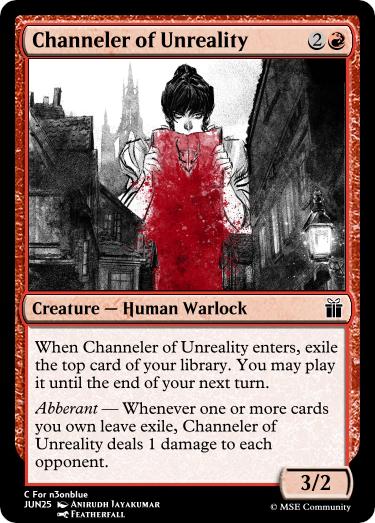 Channeler of Unreality 2
Creature — Human Warlock
When Channeler of Unreality enters, exile
the top card of your library. You may play
it until the end of your next turn.
Abberant — Whenever one or more cards
you own leave exile, Channeler of
Unreality deals 1 damage to each
opponent.
3/2
C For n3onblue
JUN25 Anirudh Jayakumar
Featherfall
© MSE Community